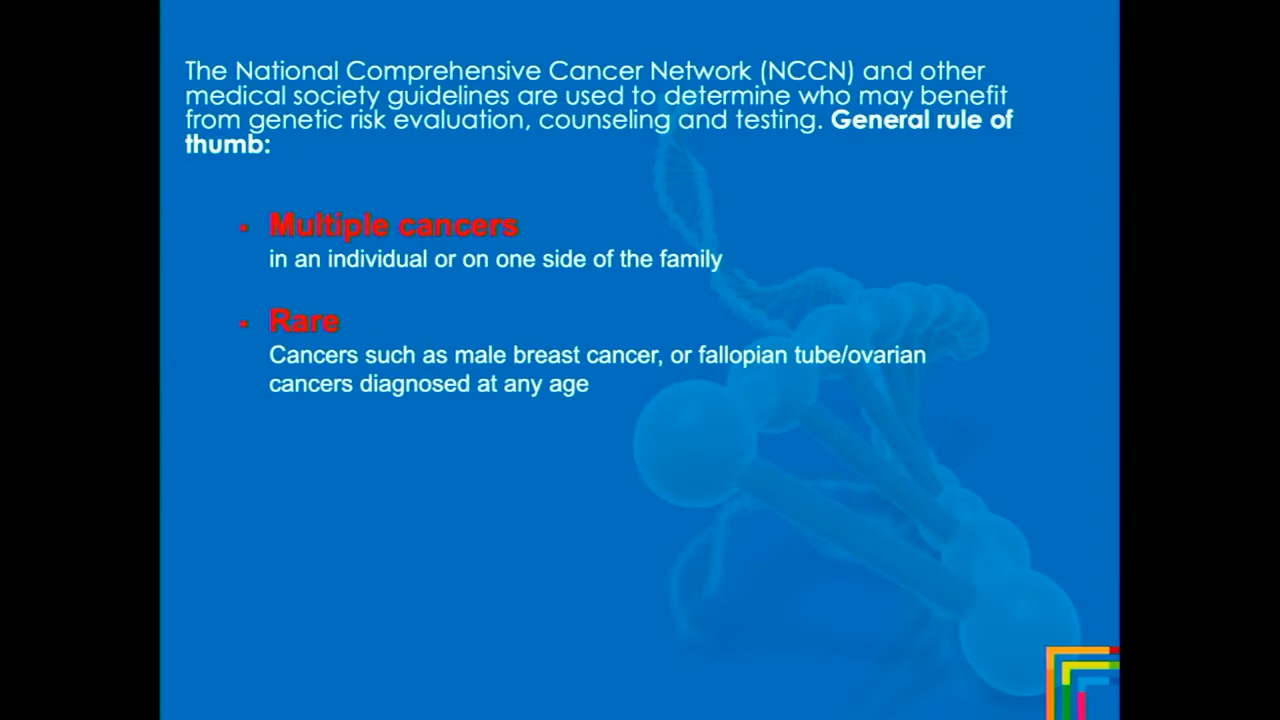 The National Comprehensive Cancer Network (NCCN) and other
medical society guidelines are used to determine who may benefit
from genetic risk evaluation, counseling and testing. General rule of
thumb:
Multiple cancers
in an individual or on one side of the family
Rare
Cancers such as male breast cancer, or fallopian tube/ovarian
cancers diagnosed at any age